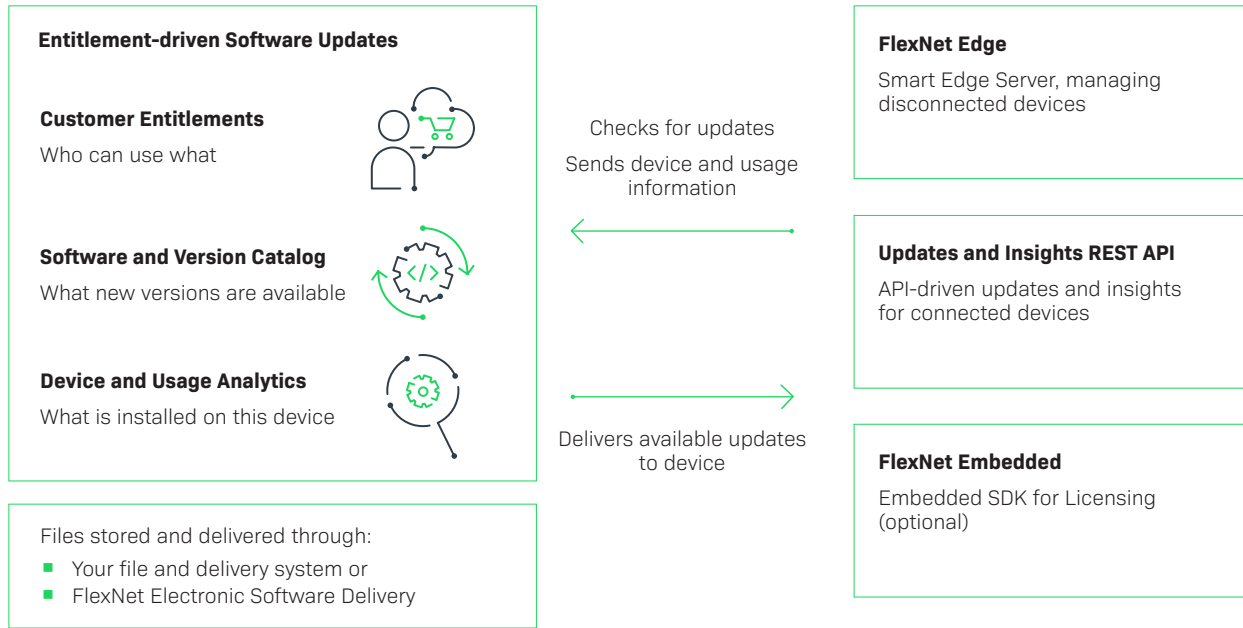 Entitlement-driven Software Updates
Customer Entitlements
Who can use what
Software and Version Catalog
</>
What new versions are available
Device and Usage Analytics
What is installed on this device
Files stored and delivered through:
Your file and delivery system or
FlexNet Electronic Software Delivery
Checks for updates
Sends device and usage
information
Delivers available updates
to device
FlexNet Edge
Smart Edge Server, managing
disconnected devices
Updates and Insights REST API
API-driven updates and insights
for connected devices
FlexNet Embedded
Embedded SDK for Licensing
(optional)